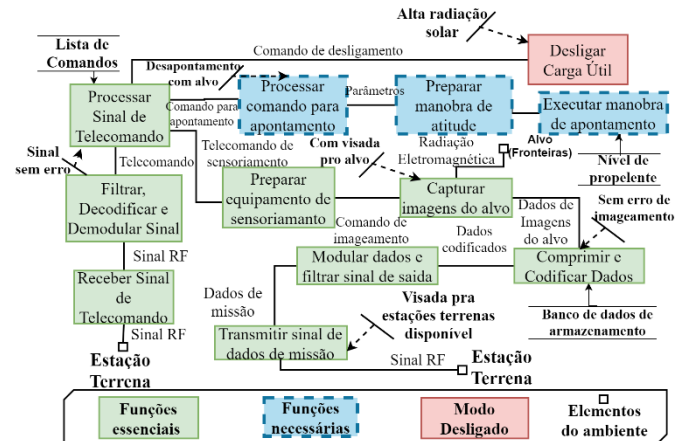 Alta radiação
solar
Lista de
Comandos
Comando de desligamento
Desligar
Carga Útil
Desapontamento
com alvo
Processar
Sinal de
Telecomando
Comando para
apontamento
Processar
comando para
apontamento
Parâmetros
Preparar
manobra de
atitude
Executar manobra
de apontamento
Sinal
sem erro
Telecomando
Telecomando de
sensoriamento
Com visada
pro alvo
Radiação
Eletromagnética
Alvo
(Fronteiras)
Nível de
propelente
Filtrar,
Decodificar e
Demodular Sinal
Preparar
equipamento de
sensoriamanto
Capturar
imagens do alvo
Dados de
Imagens
do alvo
Sem erro de
imageamento
Sinal RF
Comando de
imageamento
Dados
codificados
Receber Sinal
de
Telecomando
Modular dados e
filtrar sinal de saida
Comprimir e
Codificar Dados
Dados de
missão
Visada pra
estações terrenas
disponível
Banco de dados de
armazenamento
Sinal RF
Transmitir sinal de
dados de missão
Sinal RF
Estação
Terrena
Estação
Terrena
Funções
essenciais
Funções
necessárias
Modo
Desligado
Elementos
do ambiente